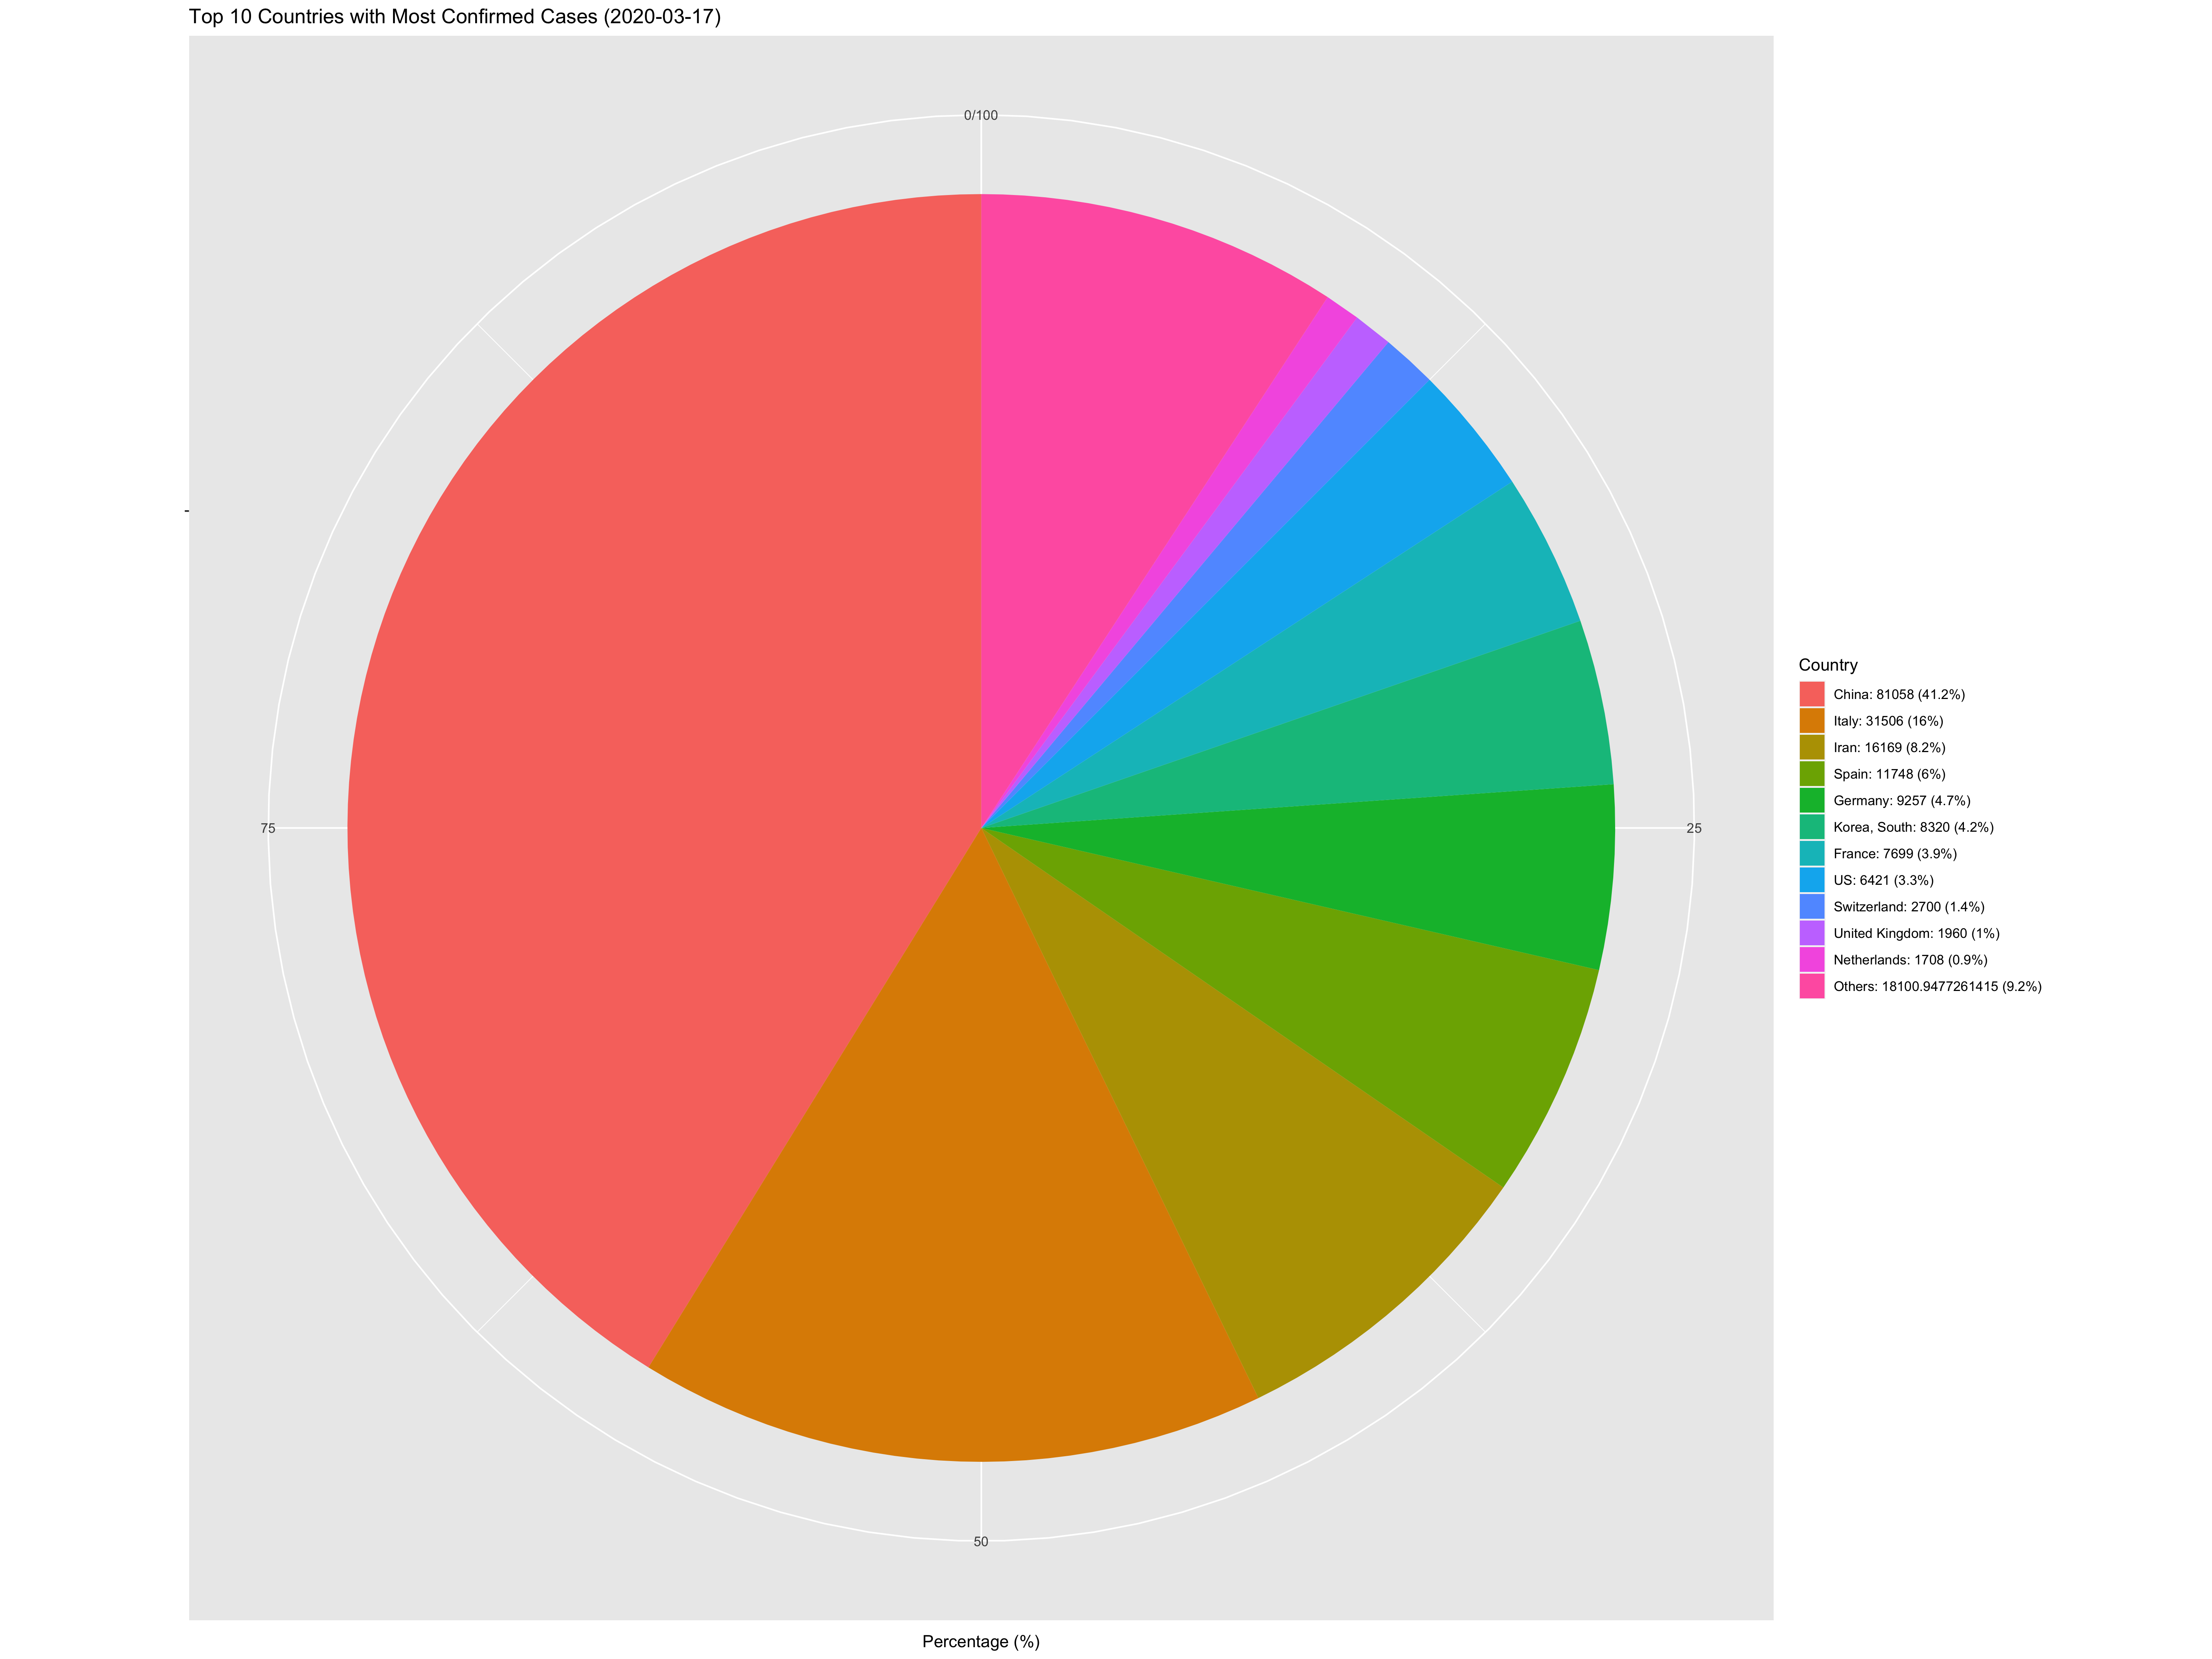 Top 10 Countries with Most Confirmed Cases (2020-03-17)
0/100
75
25
50
Percentage (%)
Country
China: 81058 (41.2%)
Italy: 31506 (16%)
Iran: 16169 (8.2%)
Spain: 11748 (6%)
Germany: 9257 (4.7%)
Korea, South: 8320 (4.2%)
France: 7699 (3.9%)
US: 6421 (3.3%)
Switzerland: 2700 (1.4%)
United Kingdom: 1960 (1%)
Netherlands: 1708 (0.9%)
Others: 18100.9477261415 (9.2%)